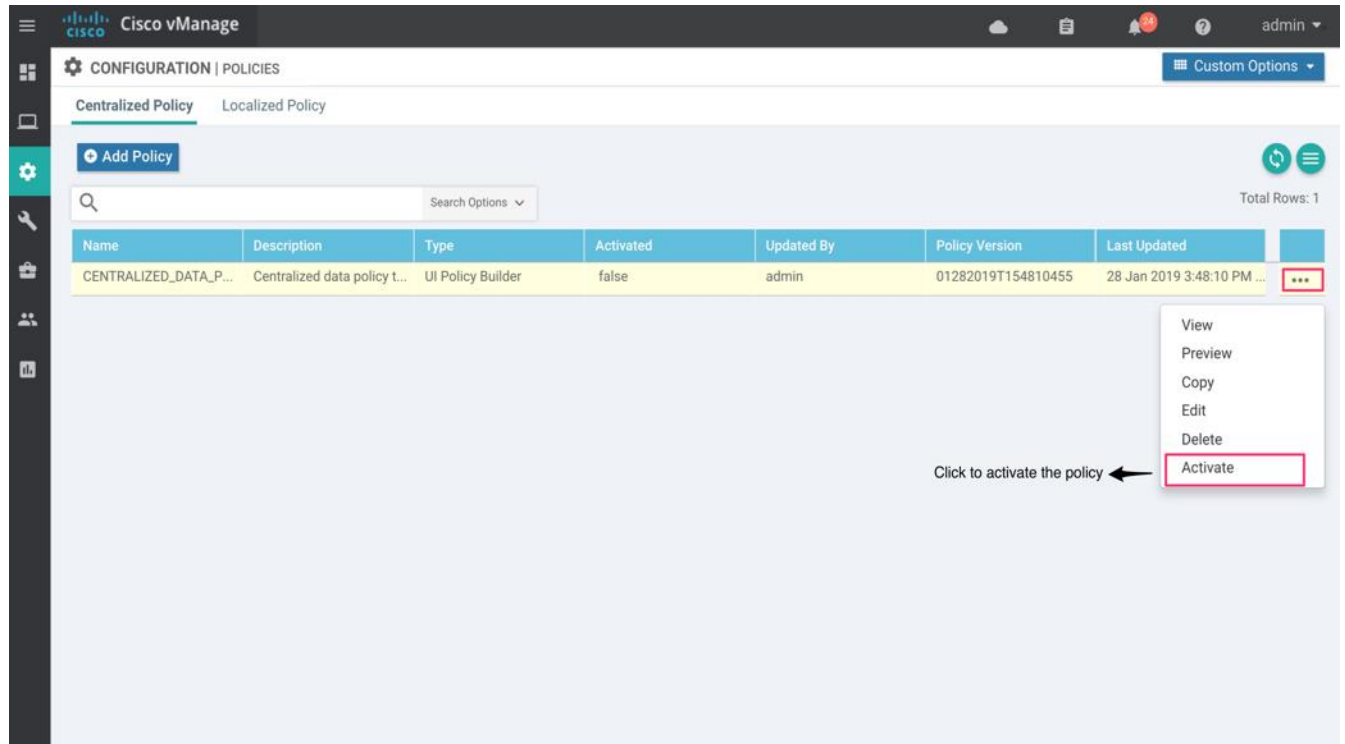 cisco Cisco vManage 24 admin
CONFIGURATION | POLICIES Custom Options
Centralized Policy Localized Policy
Add Policy
Search Options Total Rows: 1
Name Description Type Activated Updated By Policy Version Last Updated
CENTRALIZED_DATA_P... Centralized data policy t... UI Policy Builder false admin 01282019T154810455 28 Jan 2019 3:48:10 PM ... •••
View
Preview
Copy
Edit
Delete
Click to activate the policy Activate